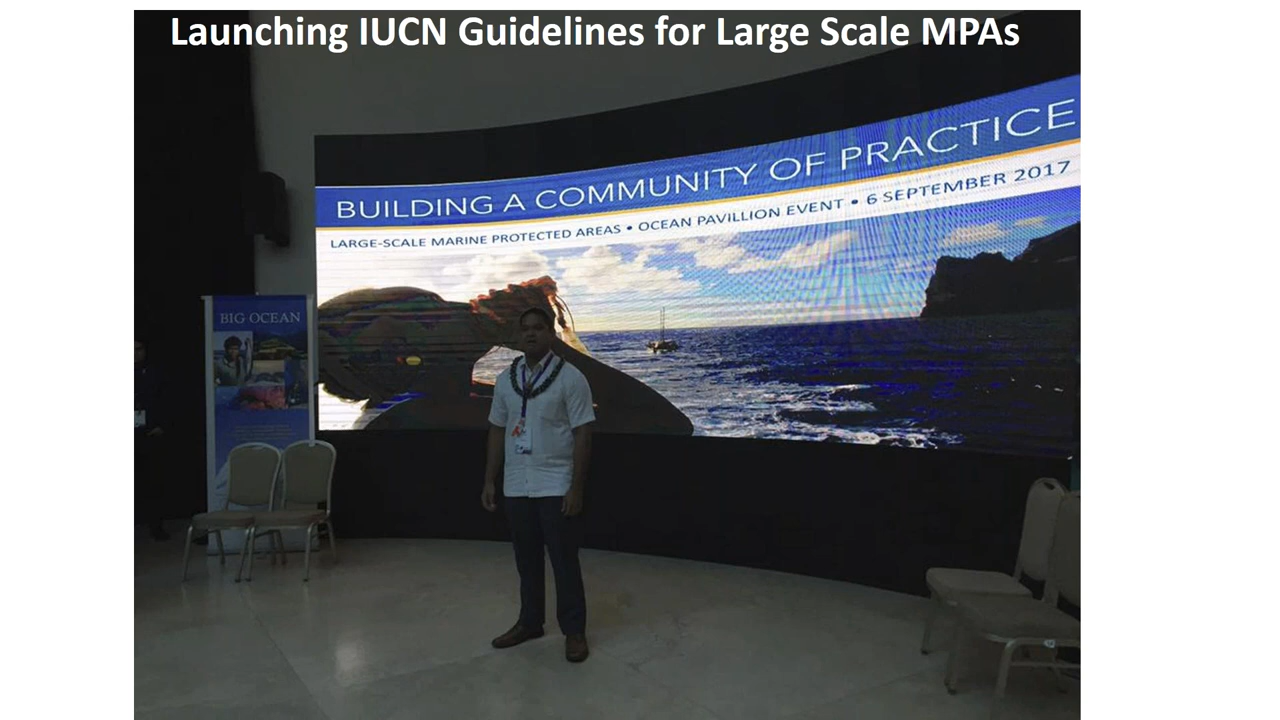 Launching IUCN Guidelines for Large Scale MPAs
BUILDING A COMMUNITY OF PRACTICE
LARGE-SCALE MARINE PROTECTED AREAS • OCEAN PAVILLION EVENT • 6 SEPTEMBER 2017
BIG OCEAN